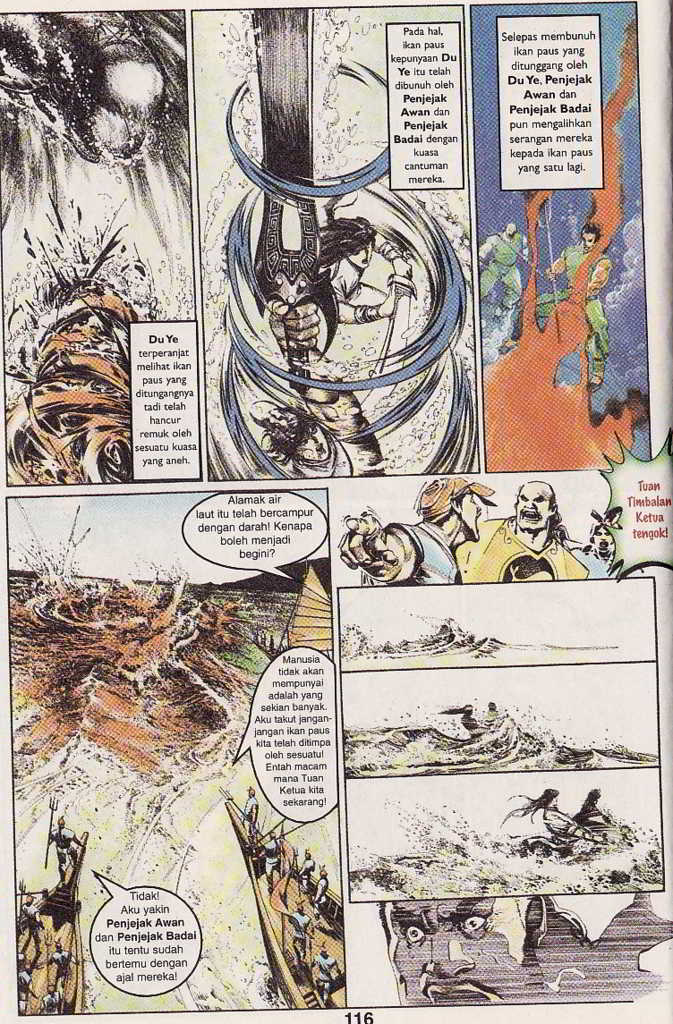 Du Ye
terperanjat
melihat ikan
paus yang
ditungangnya
tadi telah
hancur
remuk oleh
sesuatu kuasa
yang aneh.
Pada hal,
ikan paus
kepunyaan Du
Ye itu telah
dibunuh oleh
Penjejak
Awan dan
Penjejak
Badai dengan
kuasa
cantuman
mereka.
Selepas membunuh
ikan paus yang
ditunggang oleh
Du Ye, Penjejak
Awan dan
Penjejak Badai
pun mengalihkan
serangan mereka
kepada ikan paus
yang satu lagi.
Alamak air
laut itu telah bercampur
dengan darah! Kenapa
boleh menjadi
begini?
Manusia
tidak akan
mempunyai
adalah yang
sekian banyak.
Aku takut jangan-
jangan ikan paus
kita telah ditimpa
oleh sesuatu!
Entah macam
mana Tuan
Ketua kita
sekarang!
Tidak!
Aku yakin
Penjejak Awan
dan Penjejak Badai
itu tentu sudah
bertemu dengan
ajal mereka!
Tuan
Timbalan
Ketua
tengok!
116